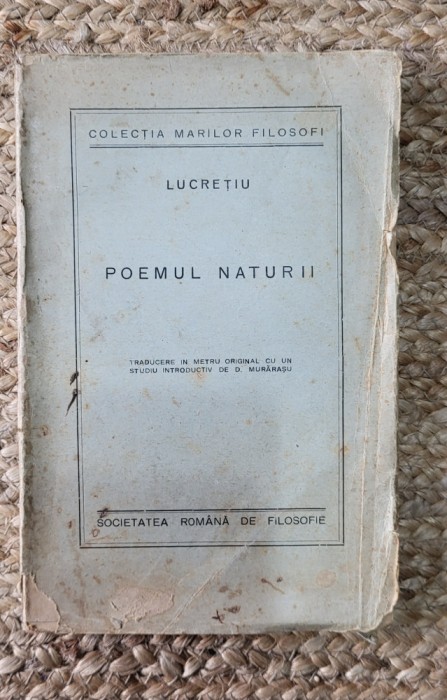 COLECȚIA MARILOR FILOSOFI
LUCREȚIU
POEMUL NATURII
TRADUCERE IN METRU ORIGINAL CU UN
STUDIU INTRODUCTIV DE D. MURĂRAȘU
SOCIETATEA ROMÂNĂ DE FILOSOFIE